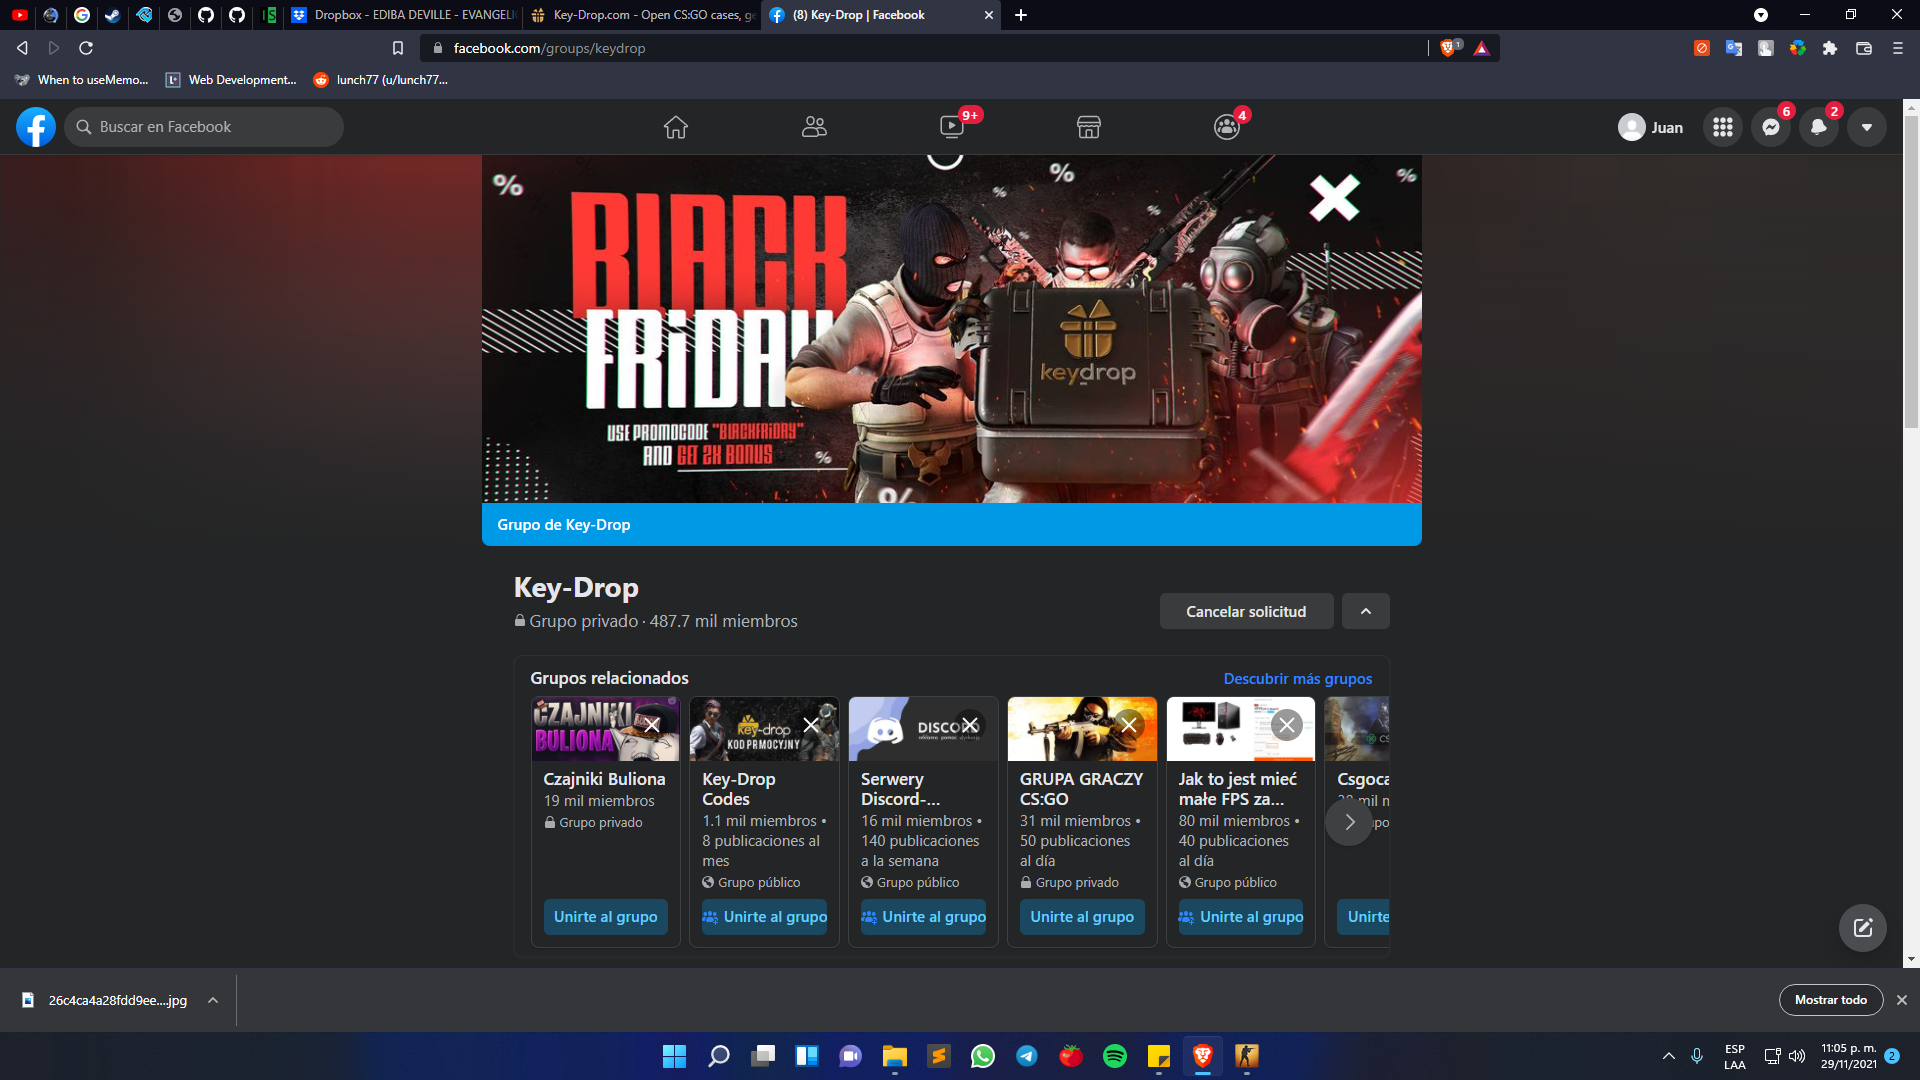 Dropbox - EDIBA DEVILLE - EVANGELI
Key-Drop.com - Open CS:GO cases, ge
(8) Key-Drop | Facebook
facebook.com/groups/keydrop
1
When to useMemo...
Web Development...
lunch77 (u/lunch77...
Buscar en Facebook
9+
4
Juan
6
2
BLACK
FRiDAY
USE PROMOCODE "BLACKFRIDAY"
AND GET 2X BONUS
keydrop
Grupo de Key-Drop
Key-Drop
Grupo privado · 487.7 mil miembros
Cancelar solicitud
Grupos relacionados
Descubrir más grupos
CZAJNIKI
BULIONA
key-drop
KOD PRMOCYJNY
DISCORD
Czajniki Buliona
19 mil miembros
Grupo privado
Unirte al grupo
Key-Drop
Codes
1.1 mil miembros •
8 publicaciones al
mes
Grupo público
Unirte al grupo
Serwery
Discord-...
16 mil miembros •
140 publicaciones
a la semana
Grupo público
Unirte al grupo
GRUPA GRACZY
CS:GO
31 mil miembros •
50 publicaciones
al día
Grupo privado
Unirte al grupo
Jak to jest mieć
małe FPS za...
80 mil miembros •
40 publicaciones
al día
Grupo público
Unirte al grupo
Csgoca
Unirte
26c4ca4a28fdd9ee....jpg
Mostrar todo
ESP
LAA
11:05 p. m.
29/11/2021
2